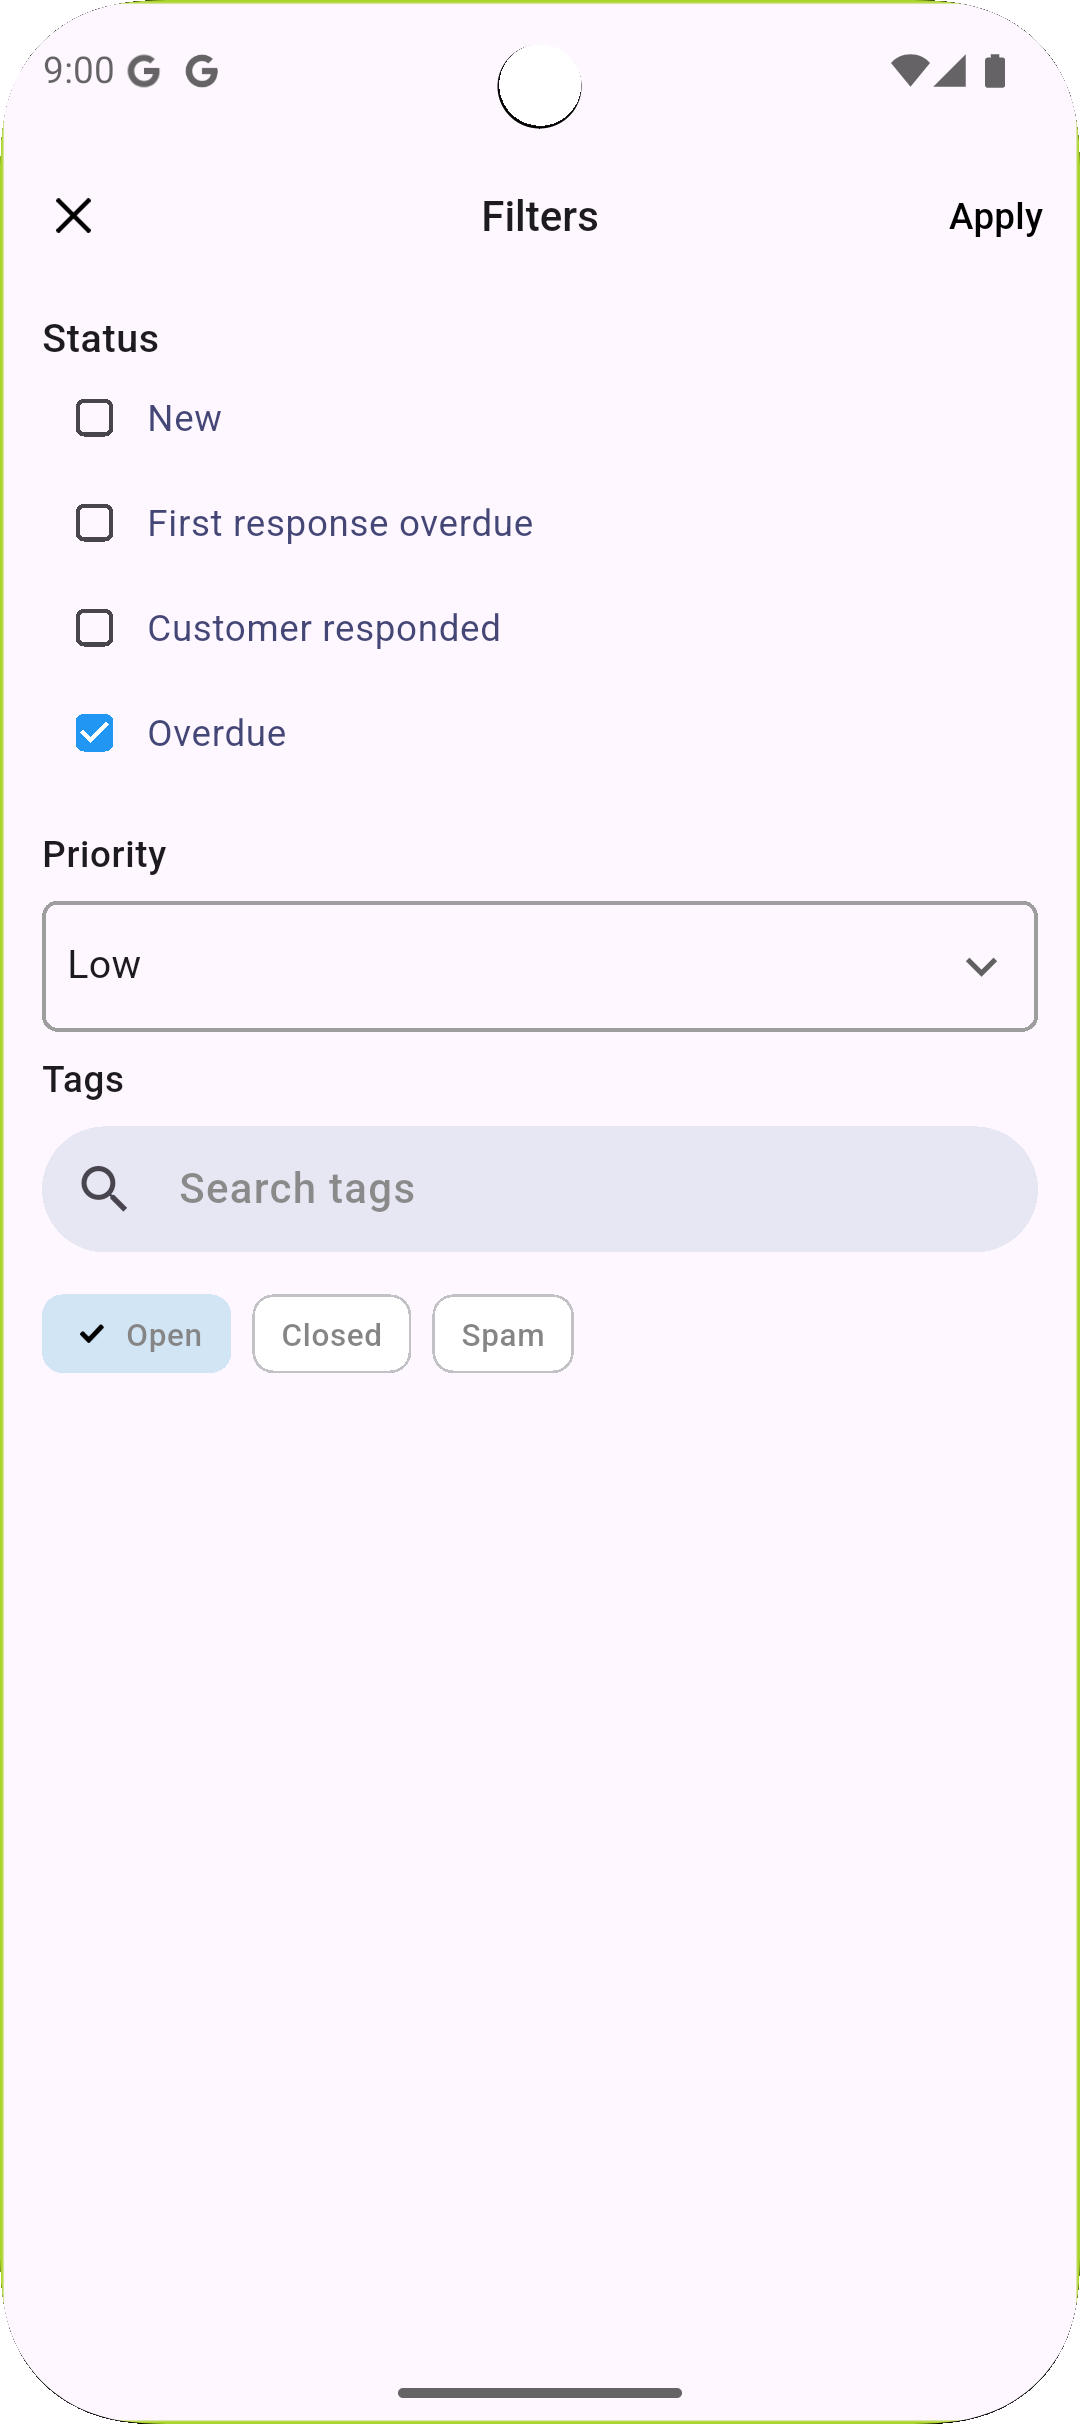 9:00
Filters
Apply
Status
New
First response overdue
Customer responded
Overdue
Priority
Low
Tags
Search tags
Open
Closed
Spam